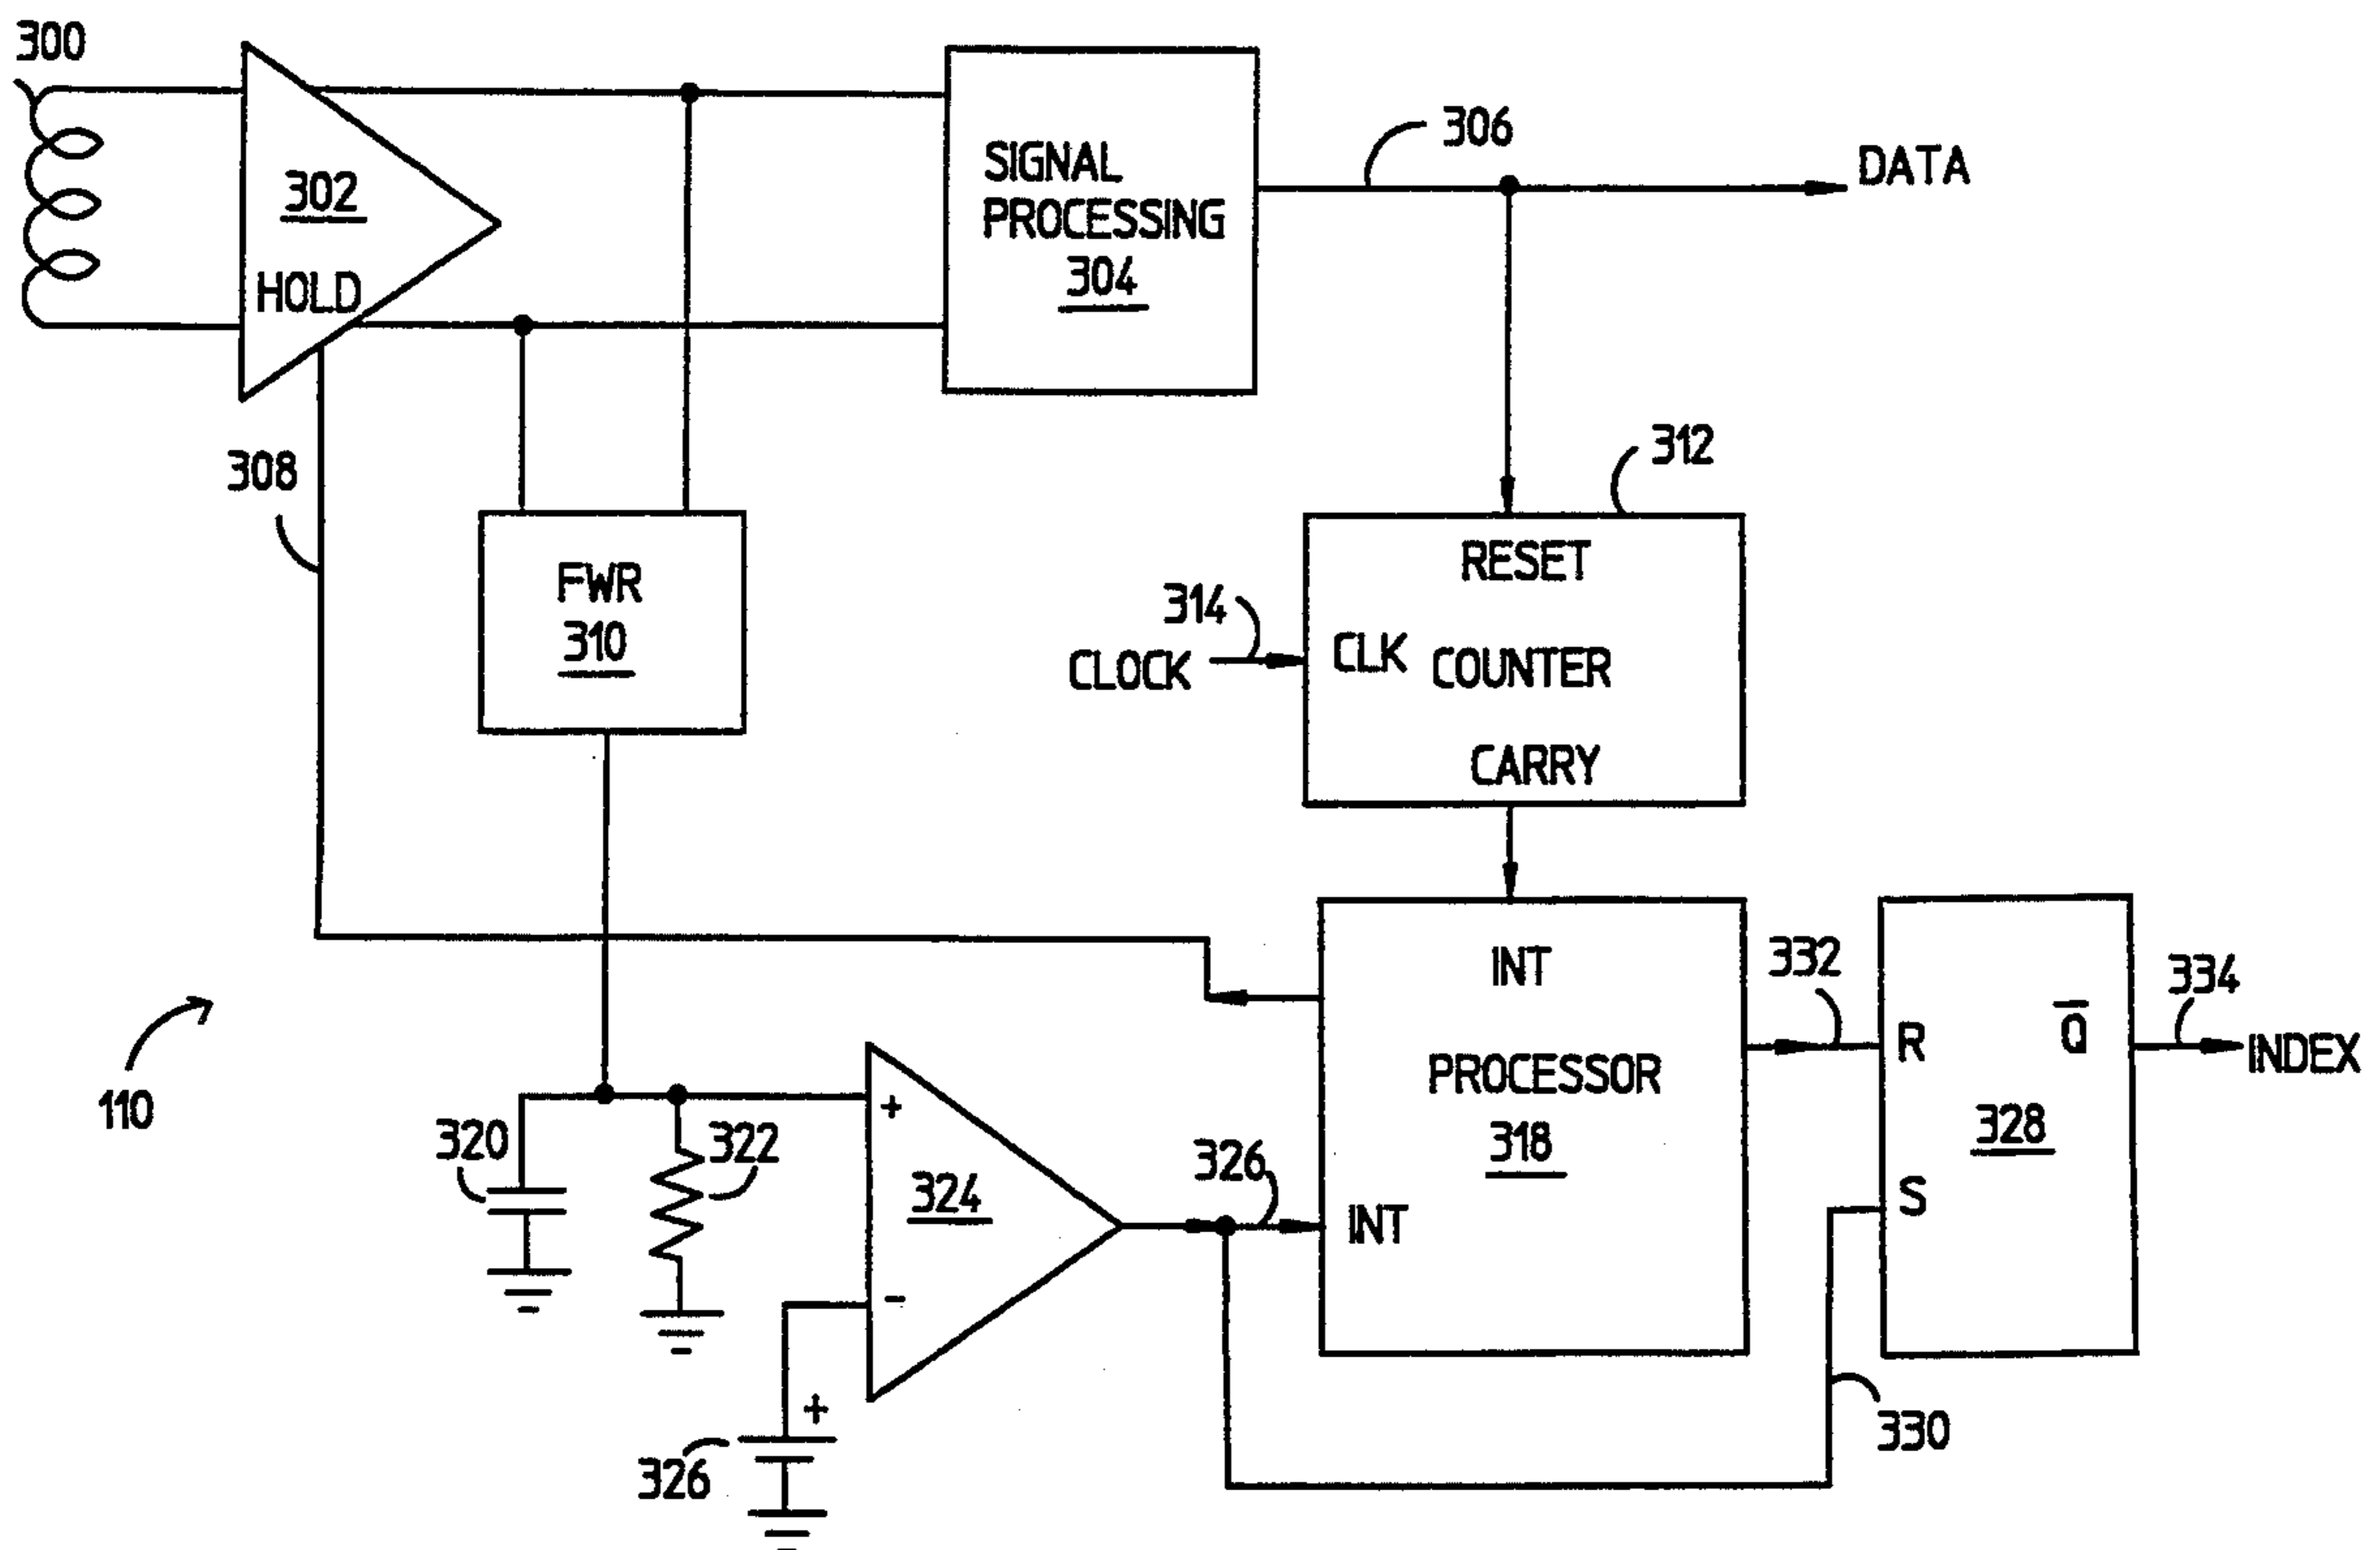 300
302
HOLD
SIGNAL
PROCESSING
304
306
DATA
308
FWR
310
312
RESET
314
CLOCK
CLK COUNTER
CARRY
110
INT
PROCESSOR
318
INT
332
R
Q̅
334
INDEX
328
S
320
322
+
324
-
326
+
326
330